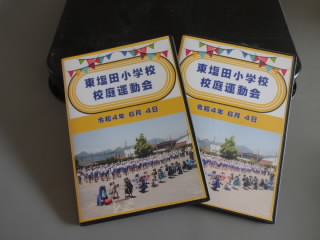 東塩田小学校
校庭運動会
令和4年 6月 4日
東塩田小学校
校庭運動会
令和4年 6月 4日